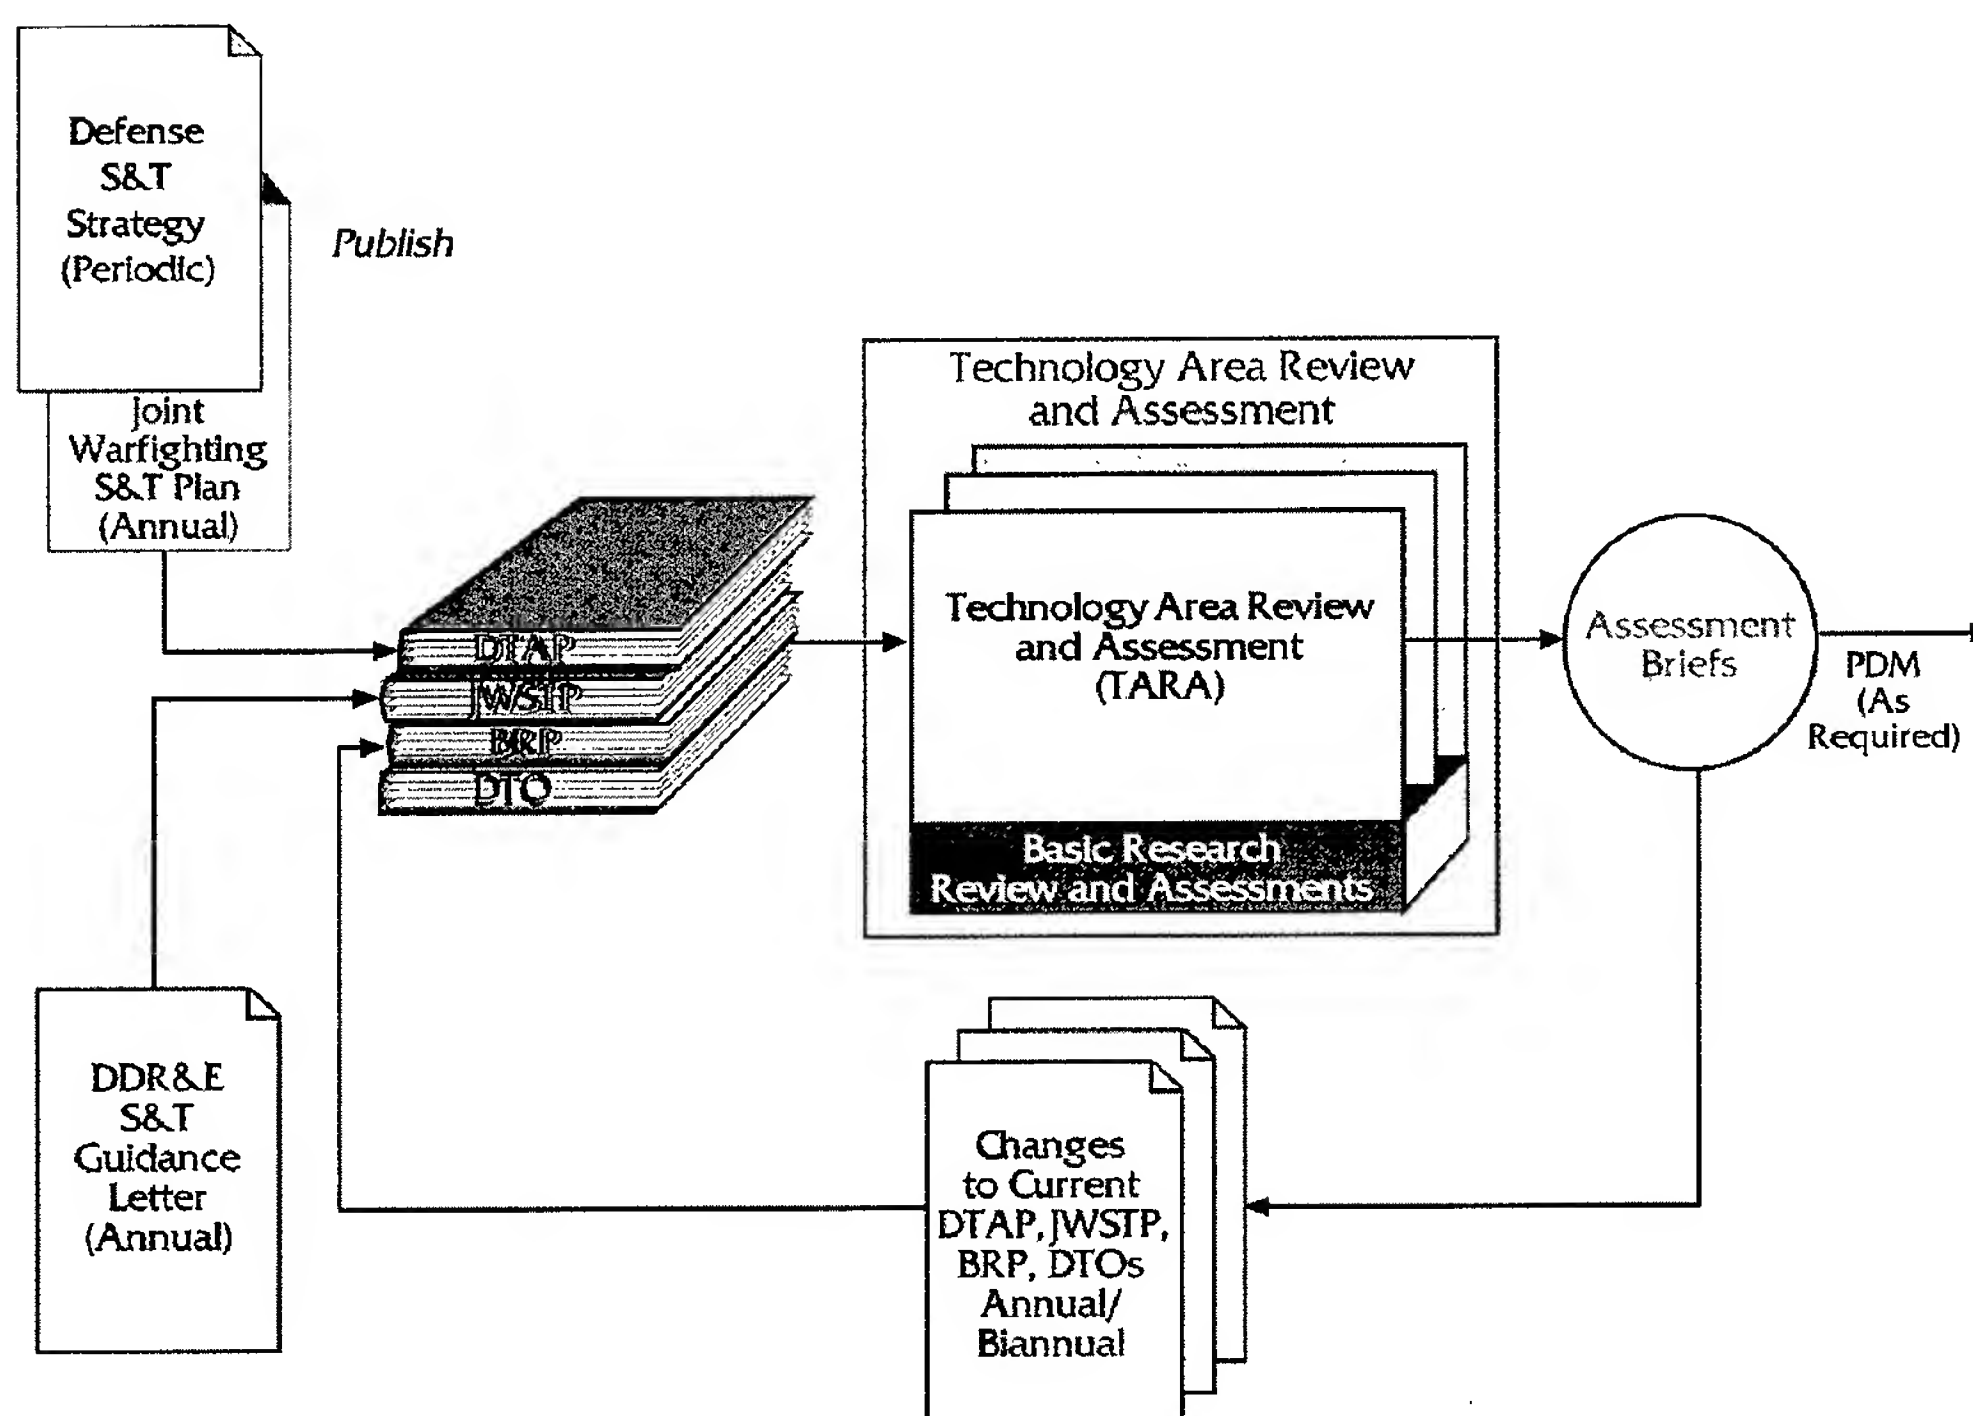 Defense
S&T
Strategy
(Periodic)
Publish
Joint
Warfighting
S&T Plan
(Annual)
DTAP
JWSTP
BRP
DTO
Technology Area Review
and Assessment
Technology Area Review
and Assessment
(TARA)
Basic Research
Review and Assessments
Assessment
Briefs
PDM
(As
Required)
DDR&E
S&T
Guidance
Letter
(Annual)
Changes
to Current
DTAP, JWSTP,
BRP, DTOs
Annual/
Biannual